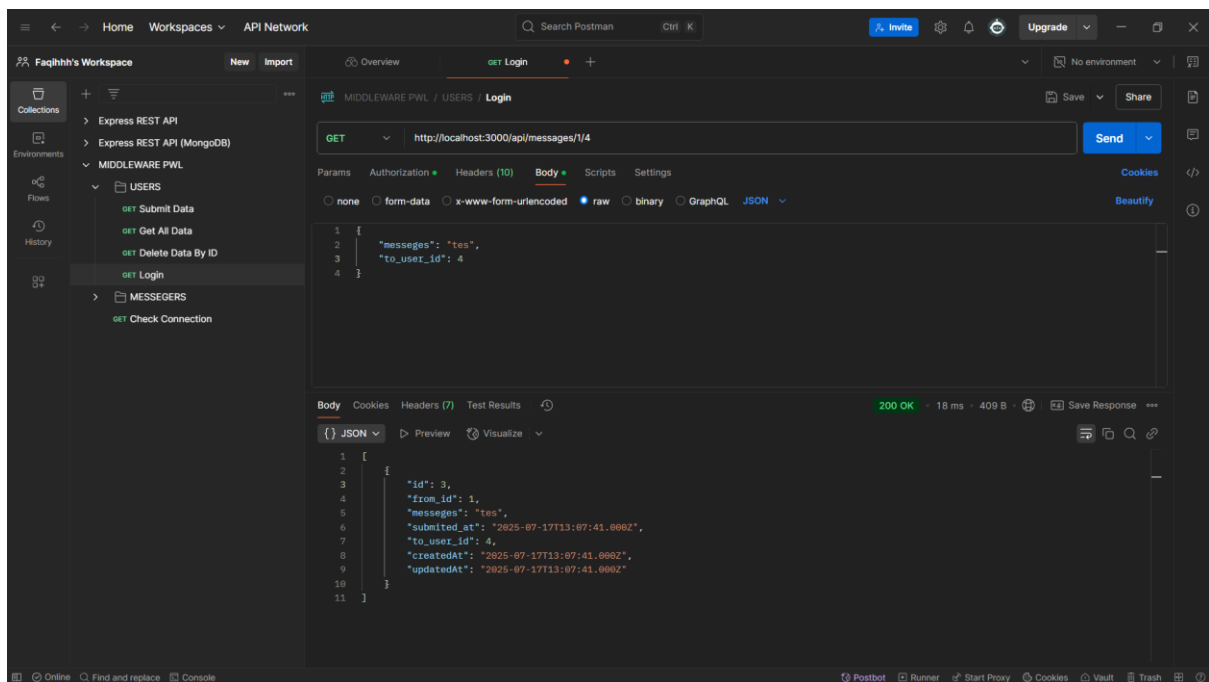 Home Workspaces API Network Search Postman Ctrl K Invite Upgrade
Faqihhh's Workspace New Import Overview GET Login No environment
Collections
Environments
Flows
History
Express REST API
Express REST API (MongoDB)
MIDDLEWARE PWL
USERS
GET Submit Data
GET Get All Data
GET Delete Data By ID
GET Login
MESSEGERS
GET Check Connection
HTTP MIDDLEWARE PWL / USERS / Login Save Share
GET http://localhost:3000/api/messages/1/4 Send
Params Authorization Headers (10) Body Scripts Settings Cookies
none form-data x-www-form-urlencoded raw binary GraphQL JSON Beautify
1 {
2 "messeges": "tes",
3 "to_user_id": 4
4 }
Body Cookies Headers (7) Test Results 200 OK 18 ms 409 B Save Response
{} JSON Preview Visualize
1 [
2 {
3 "id": 3,
4 "from_id": 1,
5 "messeges": "tes",
6 "submited_at": "2025-07-17T13:07:41.000Z",
7 "to_user_id": 4,
8 "createdAt": "2025-07-17T13:07:41.000Z",
9 "updatedAt": "2025-07-17T13:07:41.000Z"
10 }
11 ]
Online Find and replace Console Postbot Runner Start Proxy Cookies Vault Trash